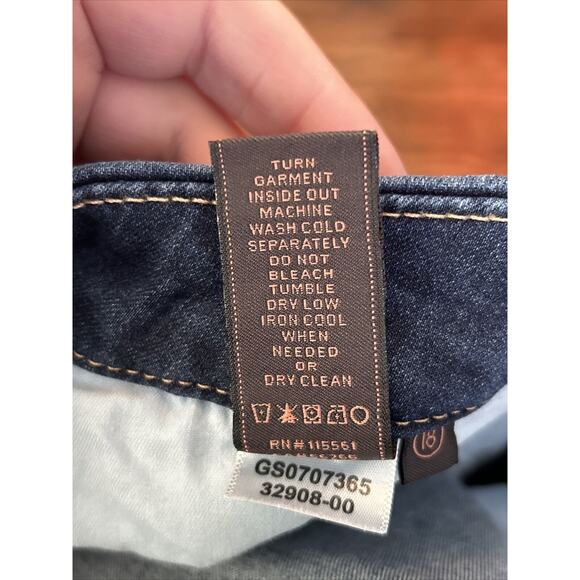 TURN
GARMENT
INSIDE OUT
MACHINE
WASH COLD
SEPARATELY
DO NOT
BLEACH
TUMBLE
DRY LOW
IRON COOL
WHEN
NEEDED
OR
DRY CLEAN
RN# 115561
GS0707365
32908-00
18